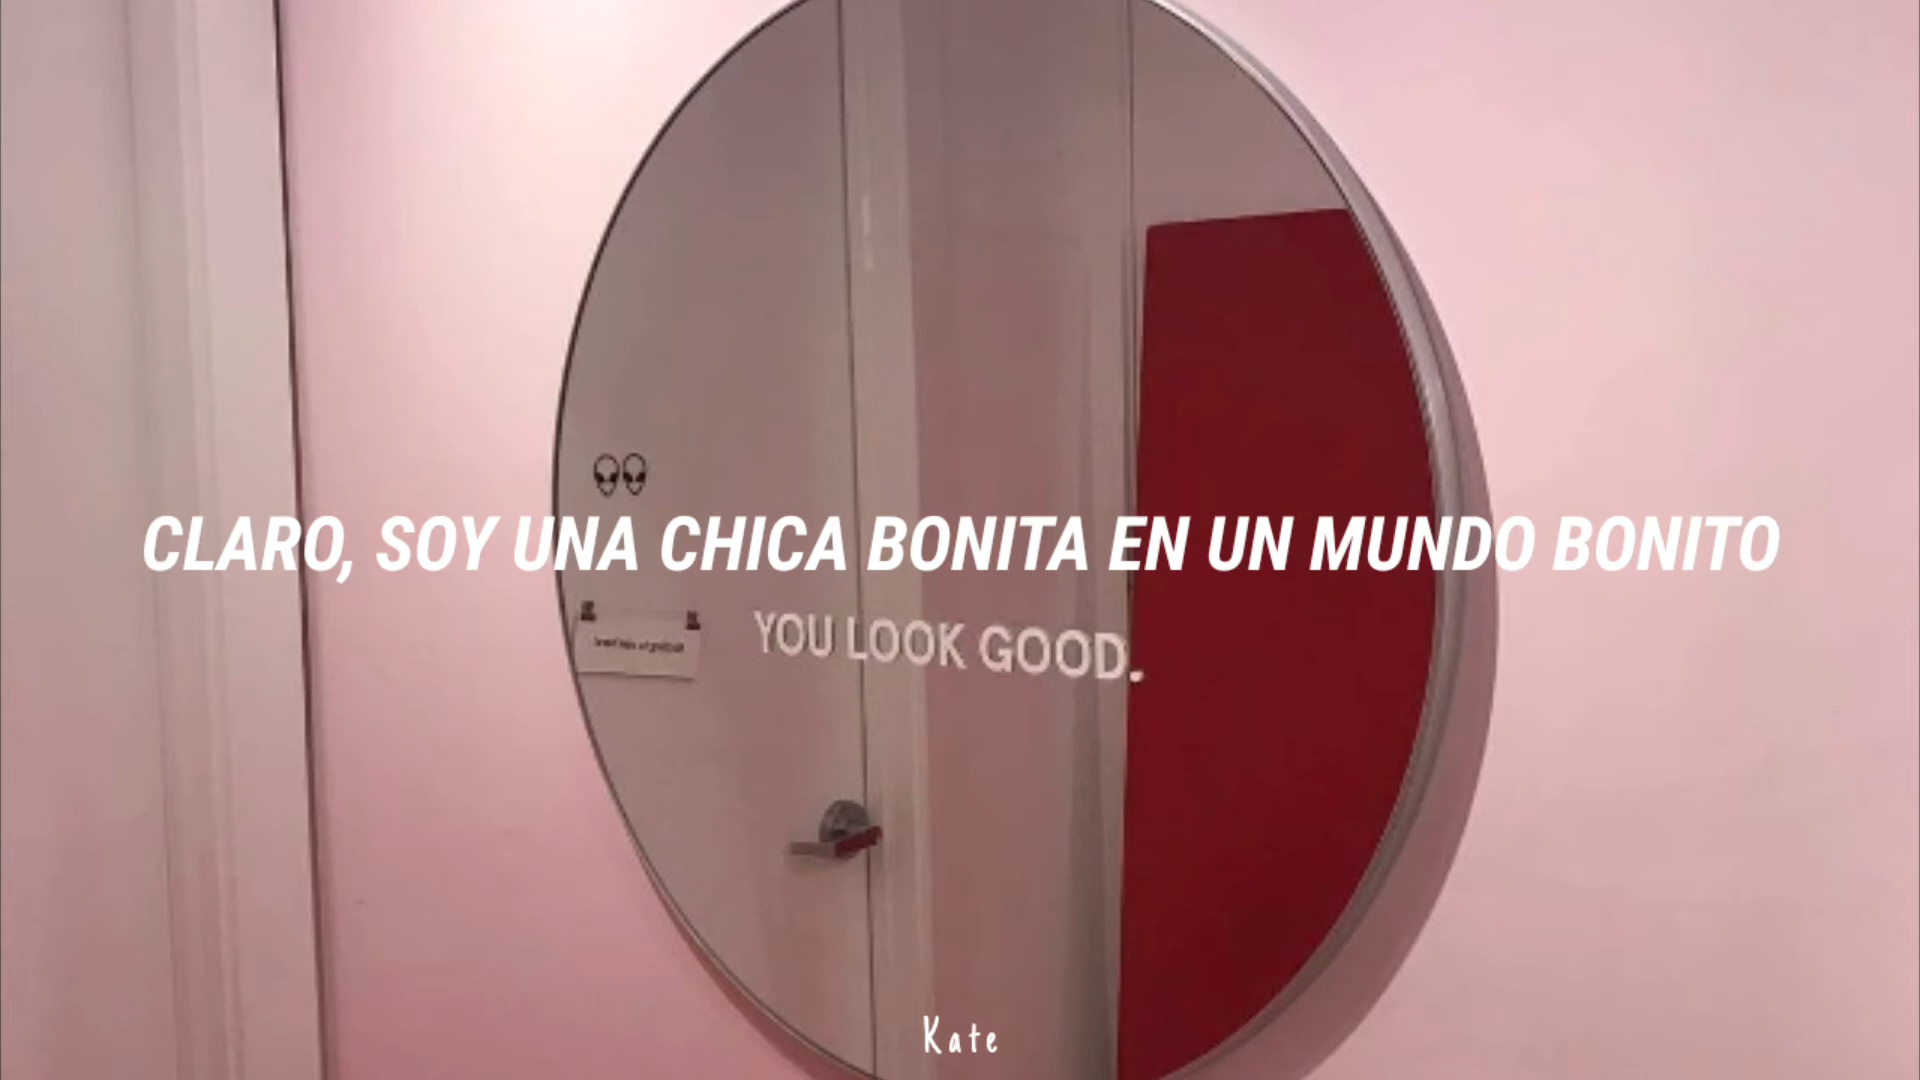 CLARO, SOY UNA CHICA BONITA EN UN MUNDO BONITO
YOU LOOK GOOD.
Kate